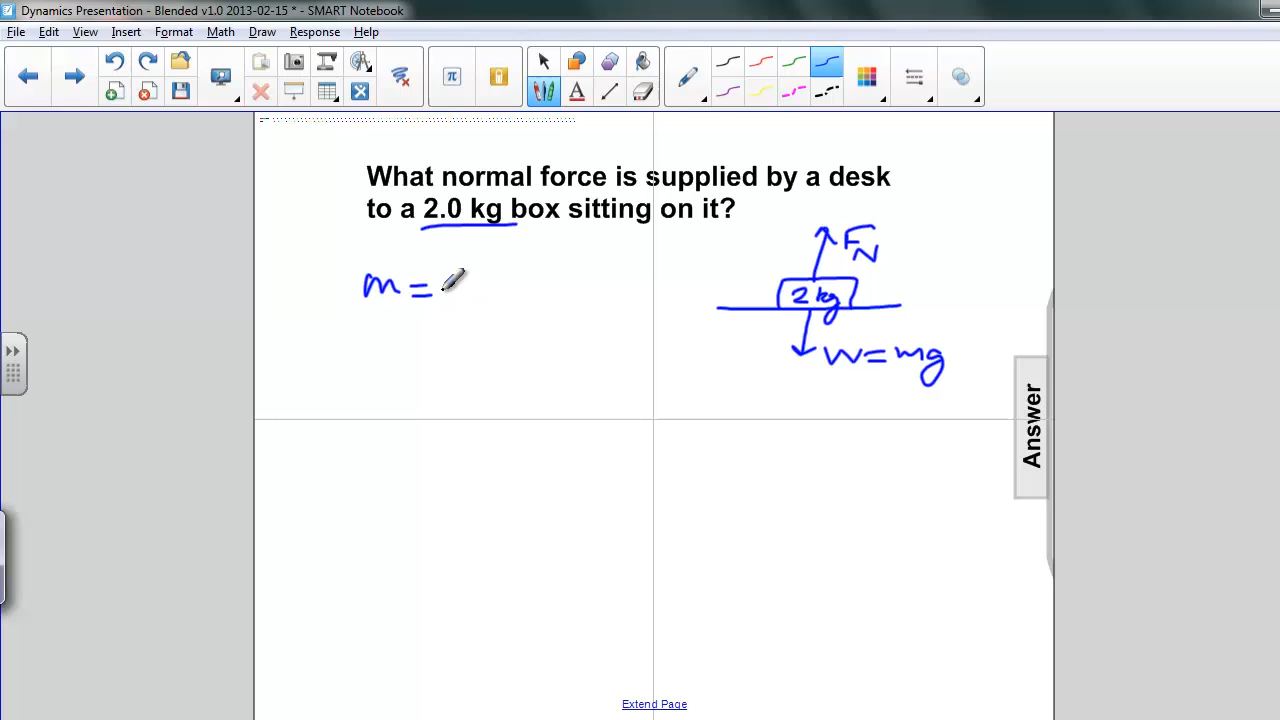 Dynamics Presentation - Blended v1.0 2013-02-15 * - SMART Notebook
File Edit View Insert Format Math Draw Response Help
π
A
What normal force is supplied by a desk
to a 2.0 kg box sitting on it?
F
N
m =
2 kg
W = mg
Answer
Extend Page